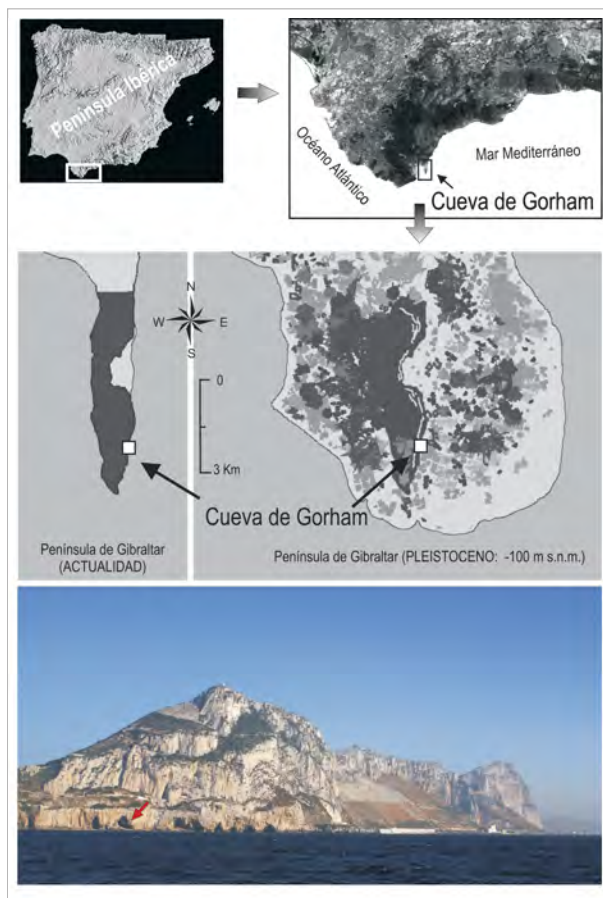 Península Ibérica
Océano Atlántico
Mar Mediterráneo
Cueva de Gorham
N
W
E
S
0
3 Km
Cueva de Gorham
Península de Gibraltar
(ACTUALIDAD)
Península de Gibraltar (PLEISTOCENO: -100 m s.n.m.)